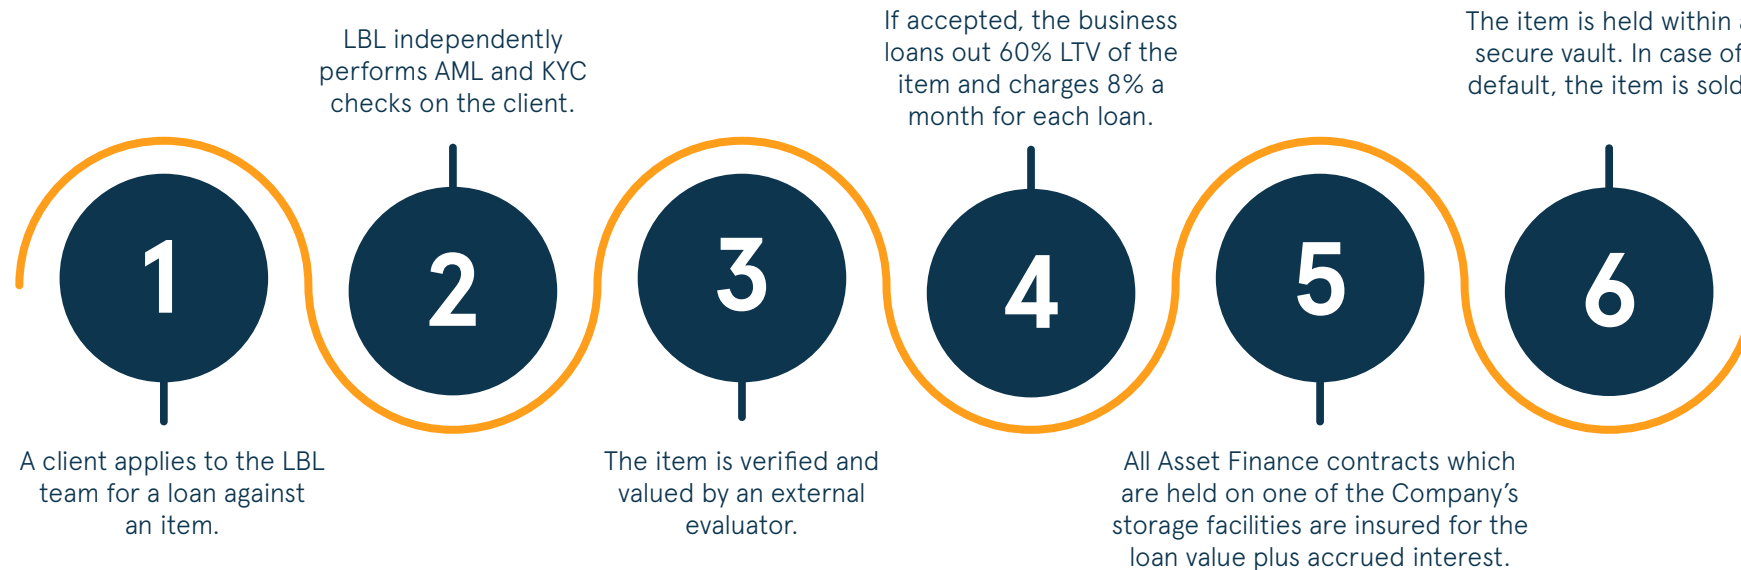 1
A client applies to the LBL
team for a loan against
an item.
LBL independently
performs AML and KYC
checks on the client.
2
3
The item is verified and
valued by an external
evaluator.
If accepted, the business
loans out 60% LTV of the
item and charges 8% a
month for each loan.
4
5
All Asset Finance contracts which
are held on one of the Company’s
storage facilities are insured for the
loan value plus accrued interest.
The item is held within
secure vault. In case of
default, the item is sold
6